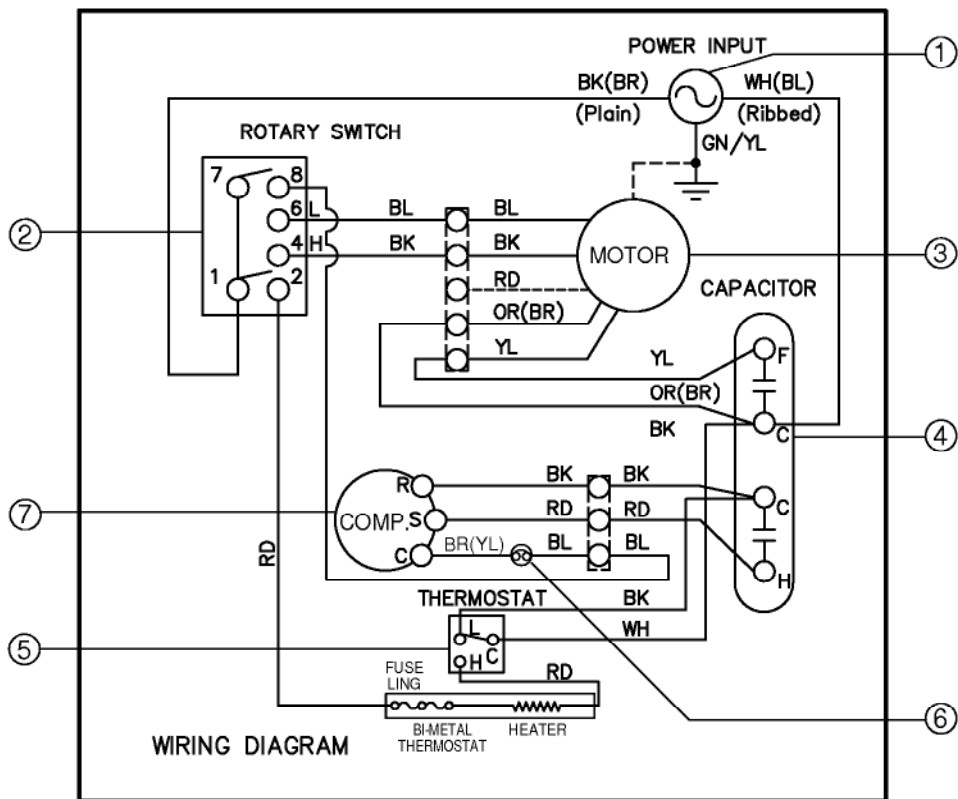 POWER INPUT
1
BK(BR)
WH(BL)
(Plain)
(Ribbed)
GN/YL
ROTARY SWITCH
7
8
6 L
BL
BL
2
4 H
BK
BK
MOTOR
3
1
2
RD
CAPACITOR
OR(BR)
YL
YL
F
OR(BR)
BK
C
4
R
BK
BK
C
7
COMP.
S
RD
RD
C
BR(YL)
BL
BL
RD
H
THERMOSTAT
BK
L
WH
5
C
H
RD
FUSE
LING
6
BI-METAL
THERMOSTAT
HEATER
WIRING DIAGRAM